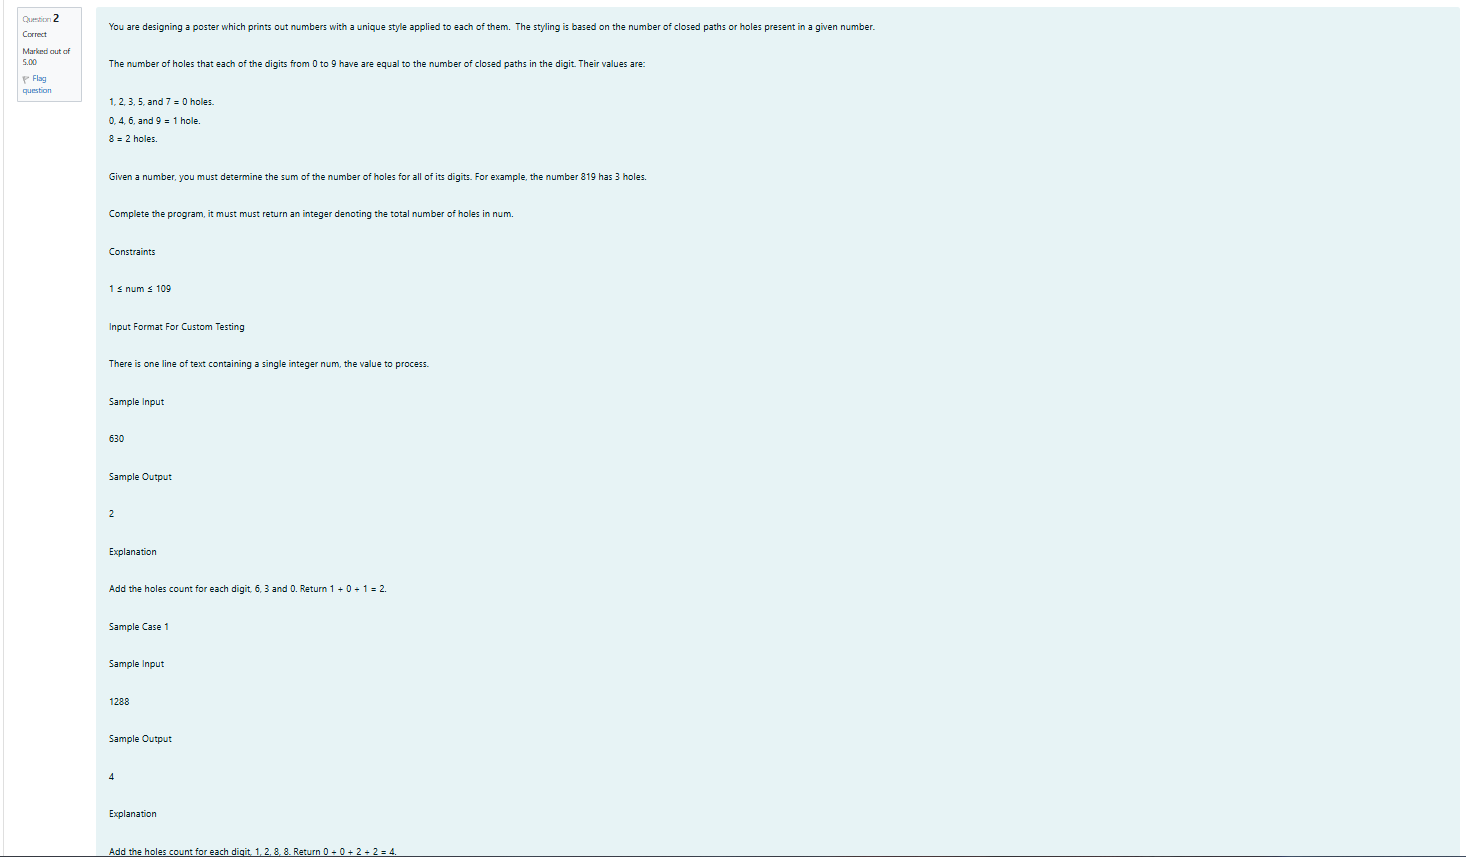 Question 2
Correct
Marked out of
5.00
Flag
question
You are designing a poster which prints out numbers with a unique style applied to each of them. The styling is based on the number of closed paths or holes present in a given number.
The number of holes that each of the digits from 0 to 9 have are equal to the number of closed paths in the digit. Their values are:
1, 2, 3, 5, and 7 = 0 holes.
0, 4, 6, and 9 = 1 hole.
8 = 2 holes.
Given a number, you must determine the sum of the number of holes for all of its digits. For example, the number 819 has 3 holes.
Complete the program, it must must return an integer denoting the total number of holes in num.
Constraints
1 ≤ num ≤ 109
Input Format For Custom Testing
There is one line of text containing a single integer num, the value to process.
Sample Input
630
Sample Output
2
Explanation
Add the holes count for each digit, 6, 3 and 0. Return 1 + 0 + 1 = 2.
Sample Case 1
Sample Input
1288
Sample Output
4
Explanation
Add the holes count for each digit, 1, 2, 8, 8. Return 0 + 0 + 2 + 2 = 4.